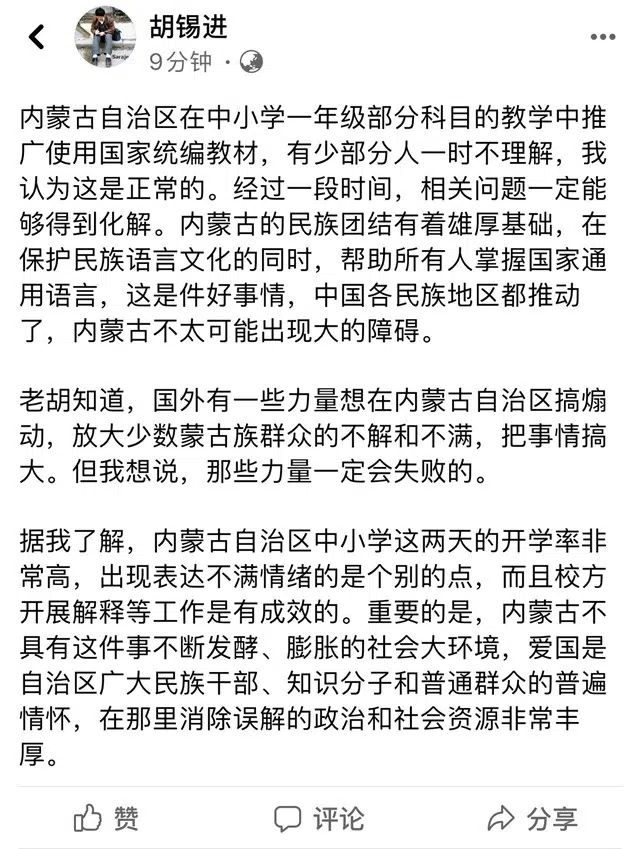 胡锡进
9分钟 ·
内蒙古自治区在中小学一年级部分科目的教学中推
广使用国家统编教材，有少部分人一时不理解，我
认为这是正常的。经过一段时间，相关问题一定能
够得到化解。内蒙古的民族团结有着雄厚基础，在
保护民族语言文化的同时，帮助所有人掌握国家通
用语言，这是件好事情，中国各民族地区都推动
了，内蒙古不太可能出现大的障碍。
老胡知道，国外有一些力量想在内蒙古自治区搞煽
动，放大少数蒙古族群众的不解和不满，把事情搞
大。但我想说，那些力量一定会失败的。
据我了解，内蒙古自治区中小学这两天的开学率非
常高，出现表达不满情绪的是个别的点，而且校方
开展解释等工作是有成效的。重要的是，内蒙古不
具有这件事不断发酵、膨胀的社会大环境，爱国是
自治区广大民族干部、知识分子和普通群众的普遍
情怀，在那里消除误解的政治和社会资源非常丰
厚。
赞 评论 分享